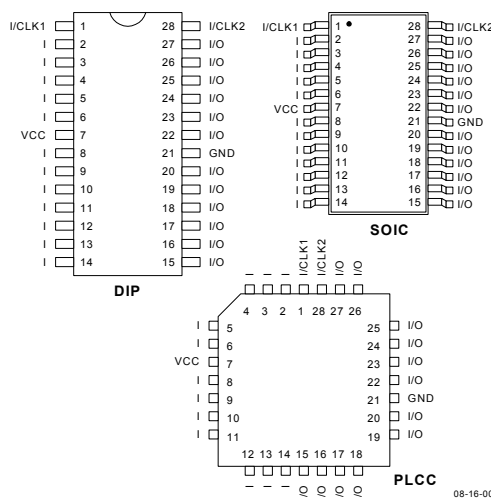 I/CLK1 1 28 I/CLK2
I 2 27 I/O
I 3 26 I/O
I 4 25 I/O
I 5 24 I/O
I 6 23 I/O
VCC 7 22 I/O
I 8 21 GND
I 9 20 I/O
I 10 19 I/O
I 11 18 I/O
I 12 17 I/O
I 13 16 I/O
I 14 15 I/O
DIP
I/CLK1 1 28 I/CLK2
I 2 27 I/O
I 3 26 I/O
I 4 25 I/O
I 5 24 I/O
I 6 23 I/O
VCC 7 22 I/O
I 8 21 GND
I 9 20 I/O
I 10 19 I/O
I 11 18 I/O
I 12 17 I/O
I 13 16 I/O
I 14 15 I/O
SOIC
I I I I/CLK1 I/CLK2 I/O I/O
4 3 2 1 28 27 26
I 5 25 I/O
I 6 24 I/O
VCC 7 23 I/O
I 8 22 I/O
I 9 21 GND
I 10 20 I/O
I 11 19 I/O
12 13 14 15 16 17 18
I I I I/O I/O I/O I/O
PLCC
08-16-00